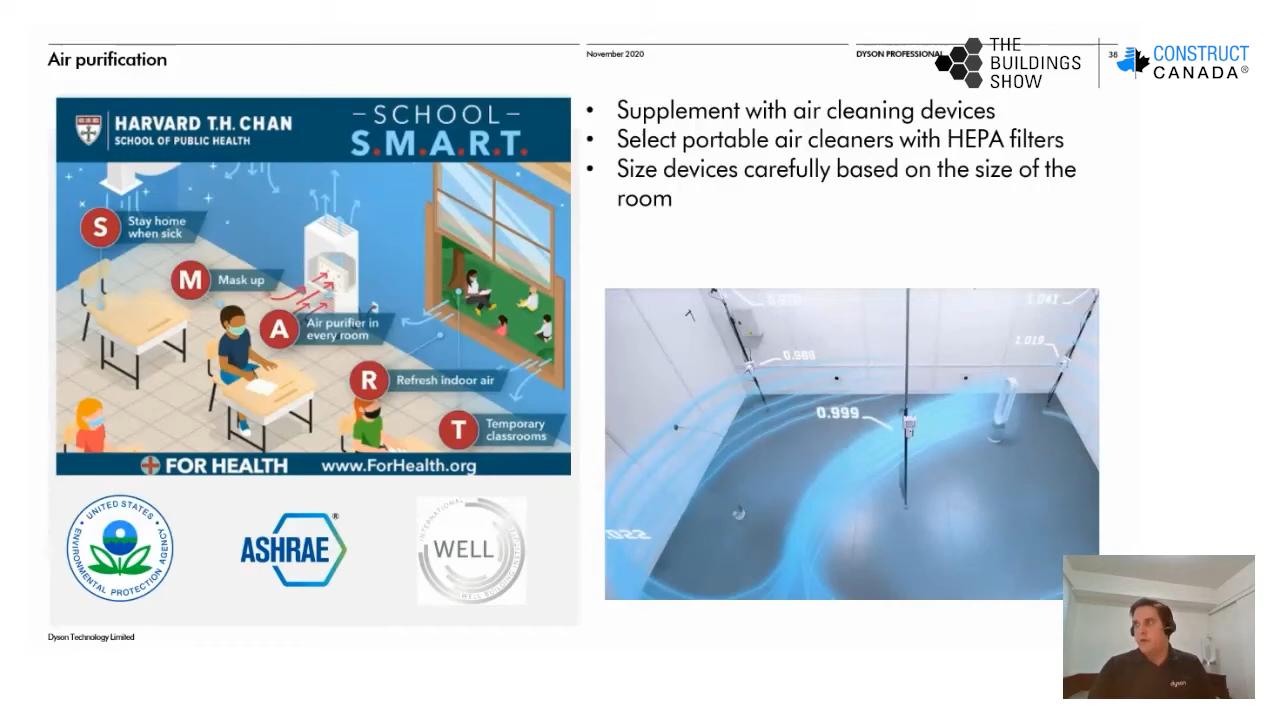 Air purification
November 2020
DYSON PROFESSIONAL
38
THE
BUILDINGS
SHOW
CONSTRUCT
CANADA®
HARVARD T.H. CHAN
SCHOOL OF PUBLIC HEALTH
–SCHOOL–
S.M.A.R.T.
S
Stay home
when sick
M
Mask up
A
Air purifier in
every room
R
Refresh indoor air
T
Temporary
classrooms
FOR HEALTH
www.ForHealth.org
UNITED STATES
ENVIRONMENTAL PROTECTION AGENCY
ASHRAE®
INTERNATIONAL
WELL
WELL BUILDING INSTITUTE
Dyson Technology Limited
• Supplement with air cleaning devices
• Select portable air cleaners with HEPA filters
• Size devices carefully based on the size of the
room
1.041
1.019
0.999
dyson